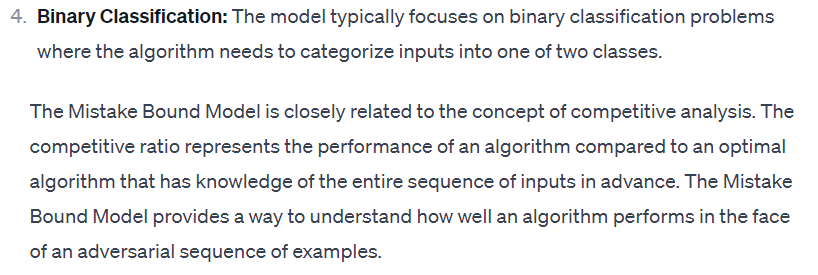 4. Binary Classification: The model typically focuses on binary classification problems
where the algorithm needs to categorize inputs into one of two classes.
The Mistake Bound Model is closely related to the concept of competitive analysis. The
competitive ratio represents the performance of an algorithm compared to an optimal
algorithm that has knowledge of the entire sequence of inputs in advance. The Mistake
Bound Model provides a way to understand how well an algorithm performs in the face
of an adversarial sequence of examples.